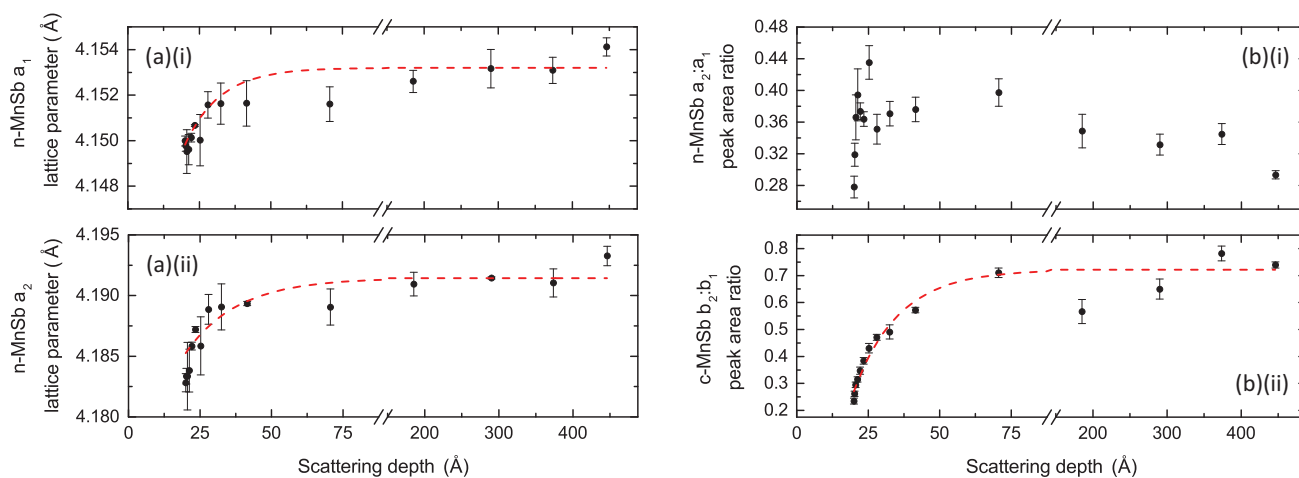 n-MnSb a₁
lattice parameter (Å)
4.154
4.152
4.150
4.148
(a)(i)
n-MnSb a₂
lattice parameter (Å)
4.195
4.190
4.185
4.180
(a)(ii)
0 25 50 75 200 300 400
Scattering depth (Å)
n-MnSb a₂:a₁
peak area ratio
0.48
0.44
0.40
0.36
0.32
0.28
(b)(i)
c-MnSb b₂:b₁
peak area ratio
0.8
0.7
0.6
0.5
0.4
0.3
0.2
(b)(ii)
0 25 50 75 200 300 400
Scattering depth (Å)